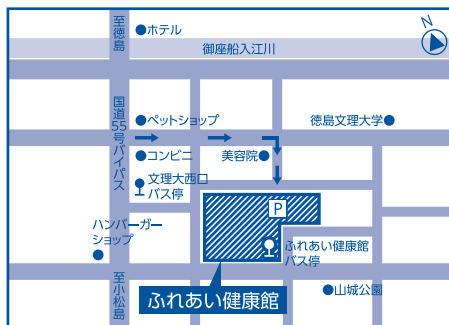 至徳島
ホテル
N
御座船入江川
国道55号バイパス
ペットショップ
徳島文理大学
コンビニ
美容院
文理大西口
バス停
P
ハンバーガー
ショップ
ふれあい健康館
バス停
至小松島
ふれあい健康館
山城公園